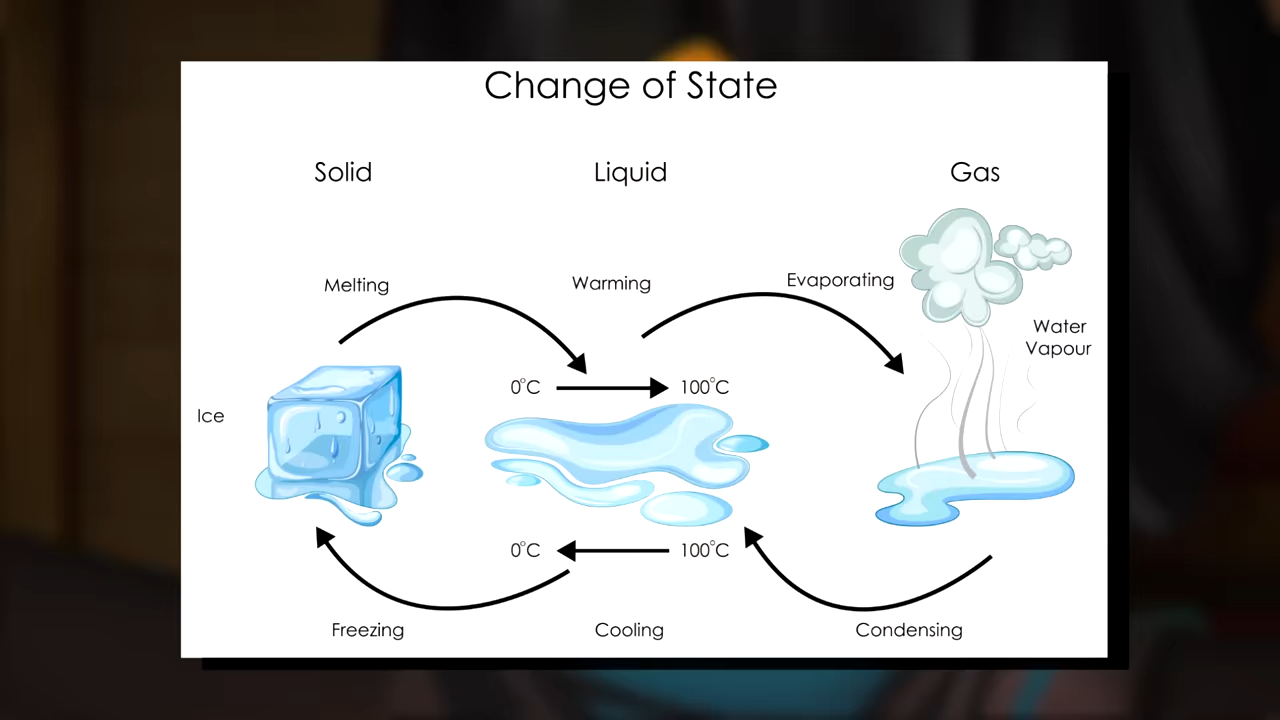 Change of State
Solid
Liquid
Gas
Melting
Warming
Evaporating
Water
Vapour
0°C
100°C
Ice
0°C
100°C
Freezing
Cooling
Condensing